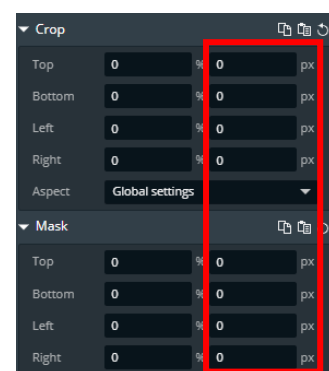 Crop
Top 0 % 0 px
Bottom 0 % 0 px
Left 0 % 0 px
Right 0 % 0 px
Aspect Global settings
Mask
Top 0 % 0 px
Bottom 0 % 0 px
Left 0 % 0 px
Right 0 % 0 px